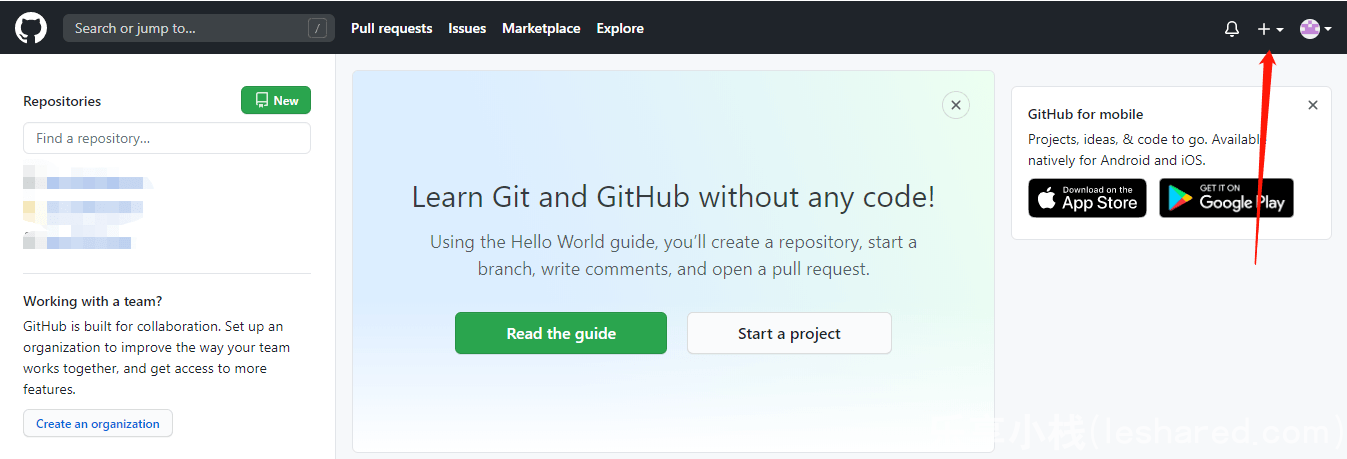 Search or jump to... /
Pull requests Issues Marketplace Explore
Repositories
New
Find a repository...
Working with a team?
GitHub is built for collaboration. Set up an
organization to improve the way your team
works together, and get access to more
features.
Create an organization
Learn Git and GitHub without any code!
Using the Hello World guide, you’ll create a repository, start a
branch, write comments, and open a pull request.
Read the guide
Start a project
GitHub for mobile
Projects, ideas, & code to go. Available
natively for Android and iOS.
Download on the
App Store
GET IT ON
Google Play
小栈(leshared.com)